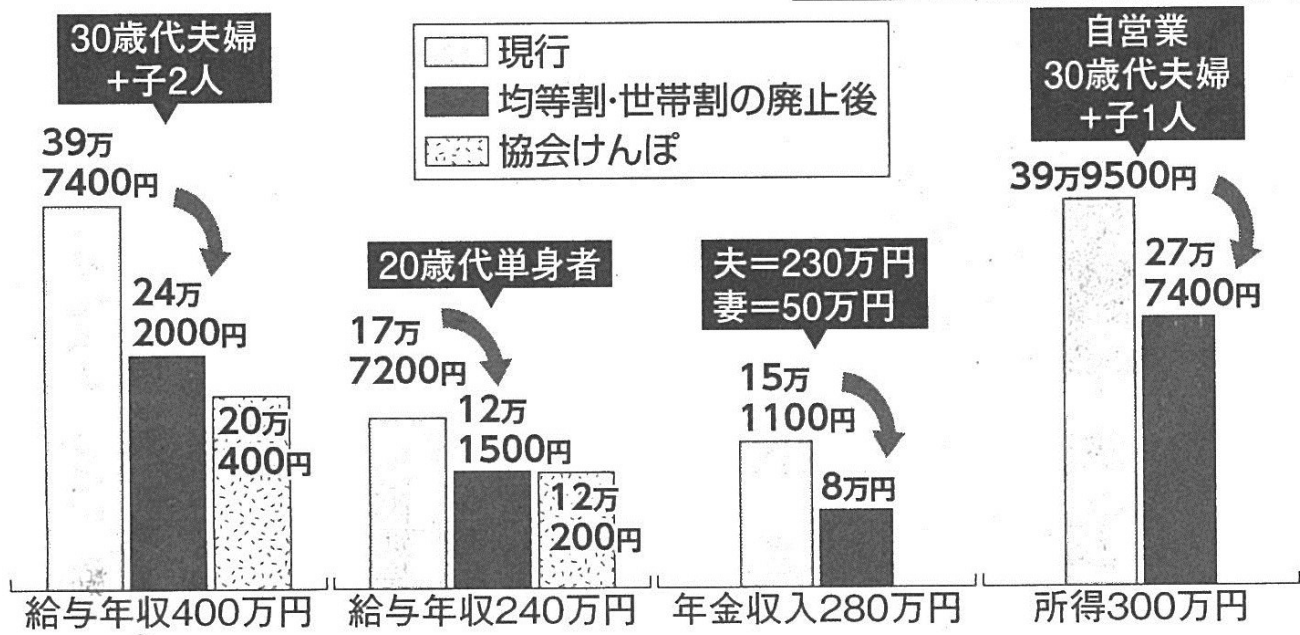 30歳代夫婦
+子2人
39万
7400円
24万
2000円
20万
400円
給与年収400万円
現行
均等割・世帯割の廃止後
協会けんぽ
20歳代単身者
17万
7200円
12万
1500円
12万
200円
給与年収240万円
夫=230万円
妻=50万円
15万
1100円
8万円
年金収入280万円
自営業
30歳代夫婦
+子1人
39万9500円
27万
7400円
所得300万円